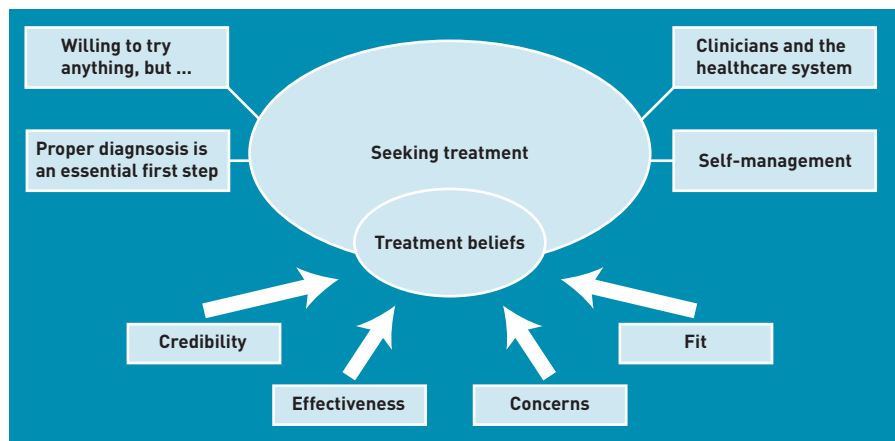 Willing to try
anything, but ...
Clinicians and the
healthcare system
Proper diagnsosis is
an essential first step
Seeking treatment
Self-management
Treatment beliefs
Credibility
Fit
Effectiveness
Concerns